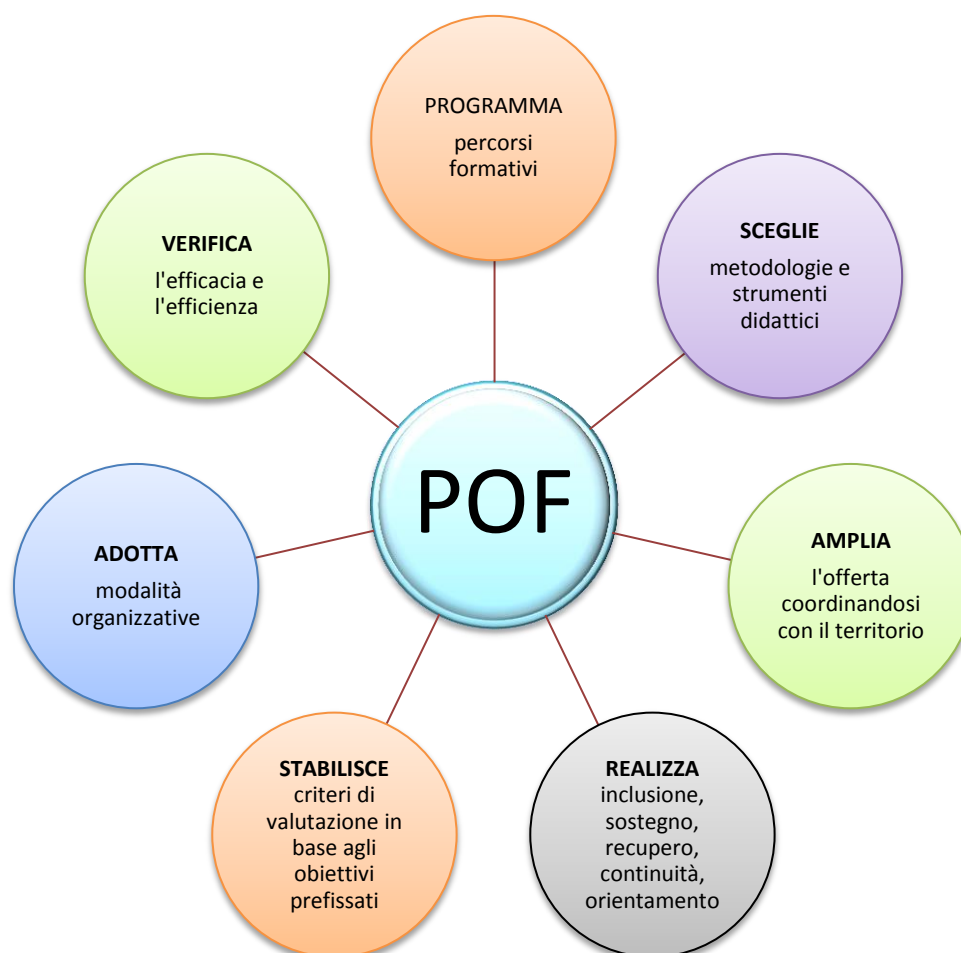 PROGRAMMA
percorsi
formativi
SCEGLIE
metodologie e
strumenti
didattici
AMPLIA
l'offerta
coordinandosi
con il territorio
REALIZZA
inclusione,
sostegno,
recupero,
continuità,
orientamento
STABILISCE
criteri di
valutazione in
base agli
obiettivi
prefissati
ADOTTA
modalità
organizzative
VERIFICA
l'efficacia e
l'efficienza
POF